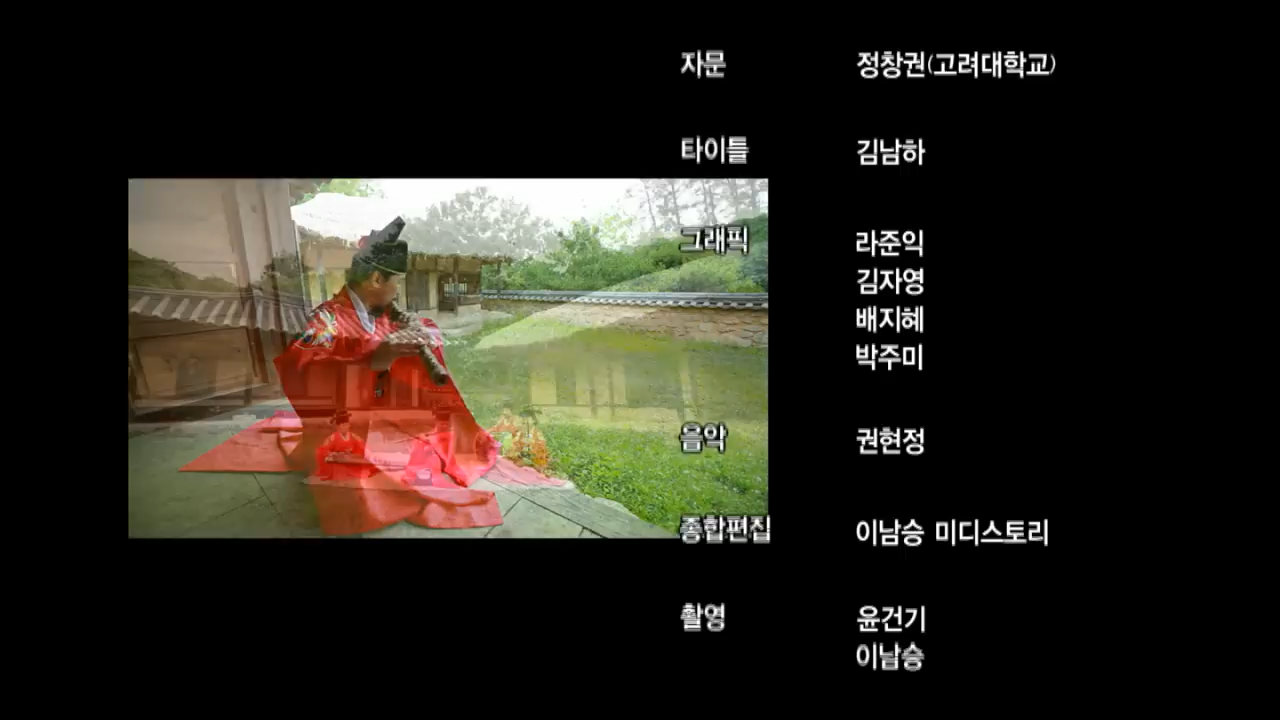 자문 정창권(고려대학교)
타이틀 김남하
그래픽 라준익
김자영
배지혜
박주미
음악 권현정
종합편집 이남승 미디스토리
촬영 윤건기
이남승